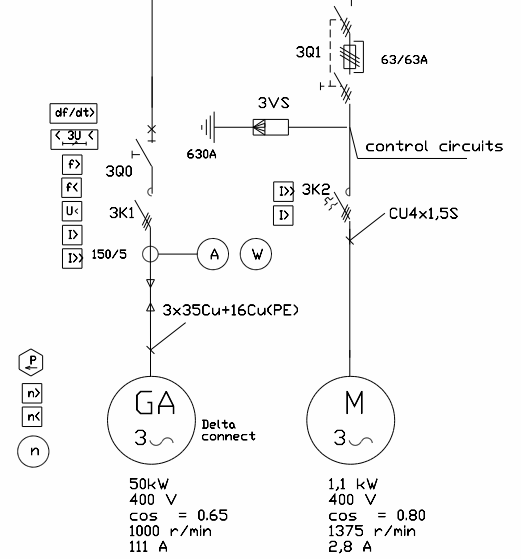 3Q1
63/63A
3VS
df/dt>
< 3U <
630A
control circuits
f>
3Q0
f<
I>>
3K2
U<
3K1
I>
CU4x1,5S
I>
I>>
150/5
A
W
3x35Cu+16Cu(PE)
P
n>
n<
n
GA
3
Delta
connect
M
3
50kW
400 V
cos = 0.65
1000 r/min
111 A
1,1 kW
400 V
cos = 0.80
1375 r/min
2,8 A